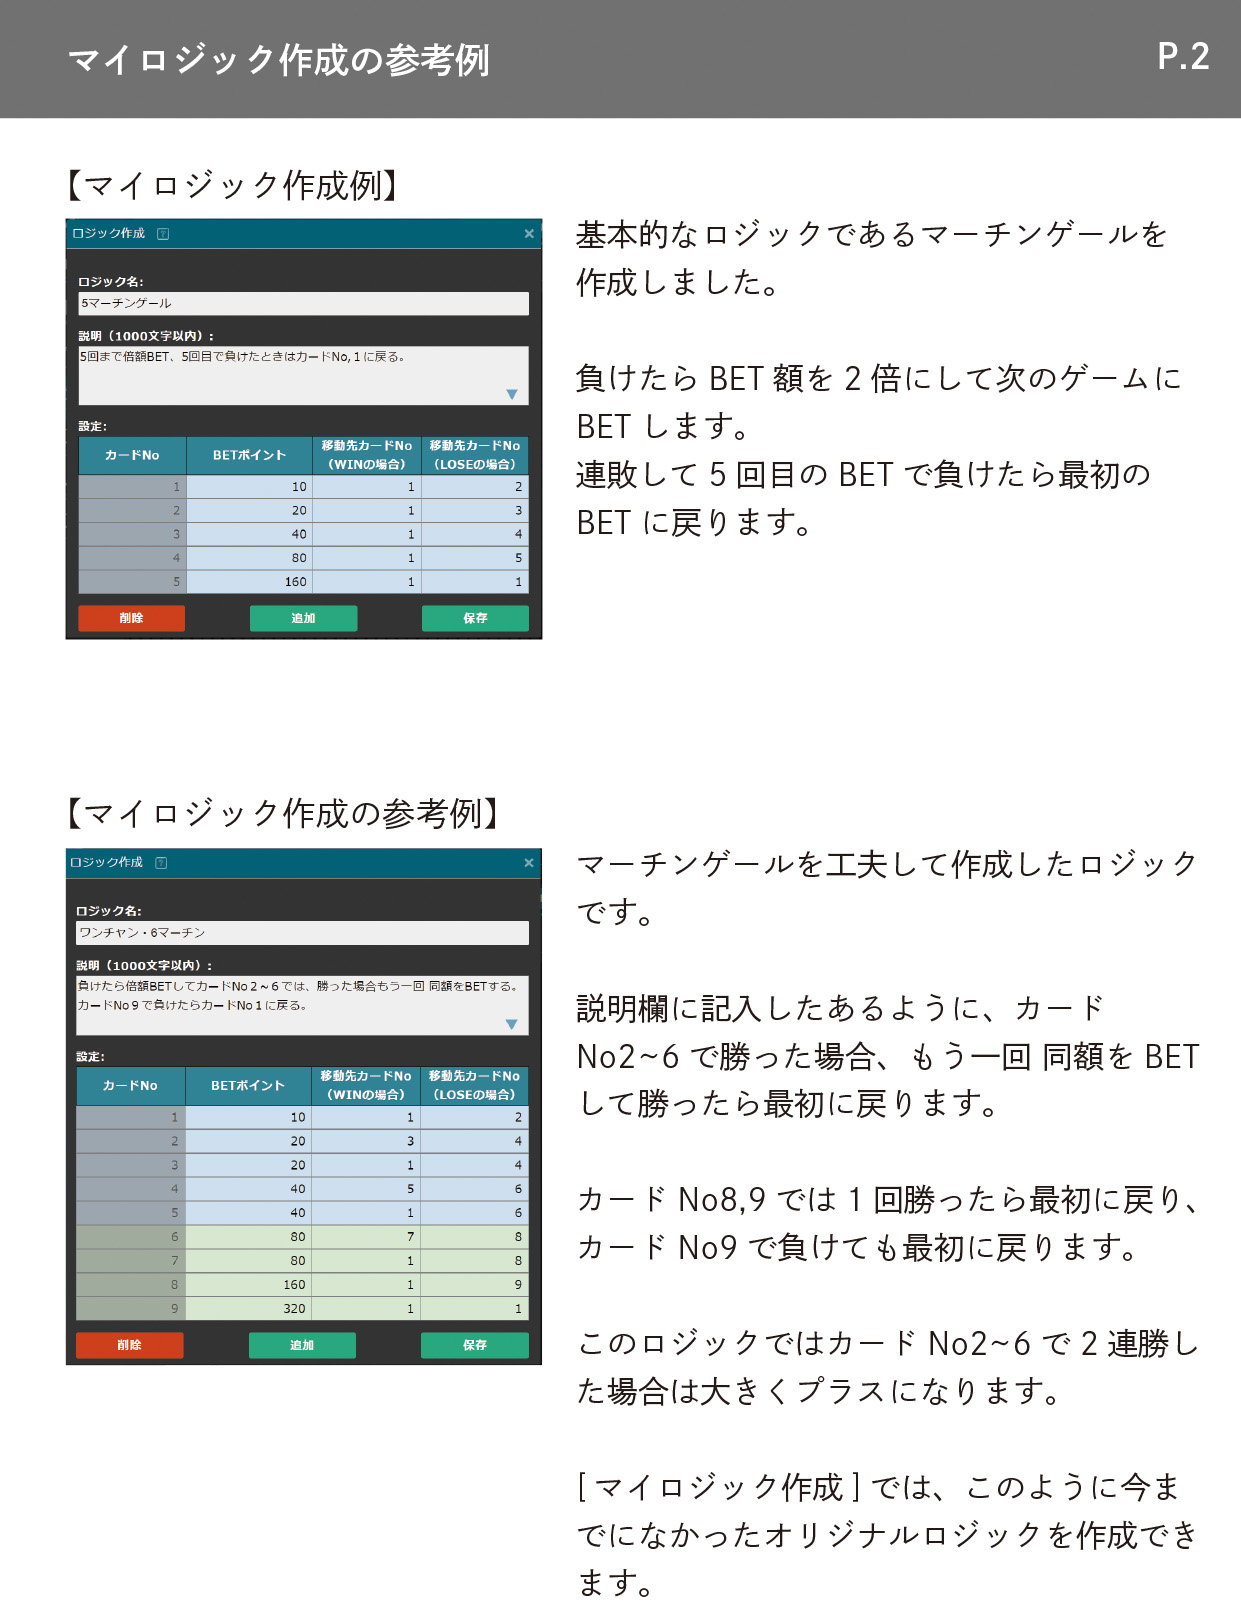 マイロジック作成の参考例
P.2
【マイロジック作成例】
ロジック作成 ?
×
ロジック名:
5マーチンゲール
説明（1000文字以内）:
5回まで倍額BET、5回目で負けたときはカードNo,１に戻る。
▼
設定:
カードNo BETポイント 移動先カードNo（WINの場合） 移動先カードNo（LOSEの場合）
1 10 1 2
2 20 1 3
3 40 1 4
4 80 1 5
5 160 1 1
削除 追加 保存
基本的なロジックであるマーチンゲールを
作成しました。
負けたら BET 額を 2 倍にして次のゲームに
BET します。
連敗して 5 回目の BET で負けたら最初の
BET に戻ります。
【マイロジック作成の参考例】
ロジック作成 ?
×
ロジック名:
ワンチャン・6マーチン
説明（1000文字以内）:
負けたら倍額BETしてカードNo２～６では、勝った場合もう一回 同額をBETする。
カードNo９で負けたらカードNo１に戻る。
▼
設定:
カードNo BETポイント 移動先カードNo（WINの場合） 移動先カードNo（LOSEの場合）
1 10 1 2
2 20 3 4
3 20 1 4
4 40 5 6
5 40 1 6
6 80 7 8
7 80 1 8
8 160 1 9
9 320 1 1
削除 追加 保存
マーチンゲールを工夫して作成したロジック
です。
説明欄に記入したあるように、カード
No2~6 で勝った場合、もう一回 同額を BET
して勝ったら最初に戻ります。
カード No8,9 では 1 回勝ったら最初に戻り、
カード No9 で負けても最初に戻ります。
このロジックではカード No2~6 で 2 連勝し
た場合は大きくプラスになります。
[ マイロジック作成 ] では、このように今ま
でになかったオリジナルロジックを作成でき
ます。